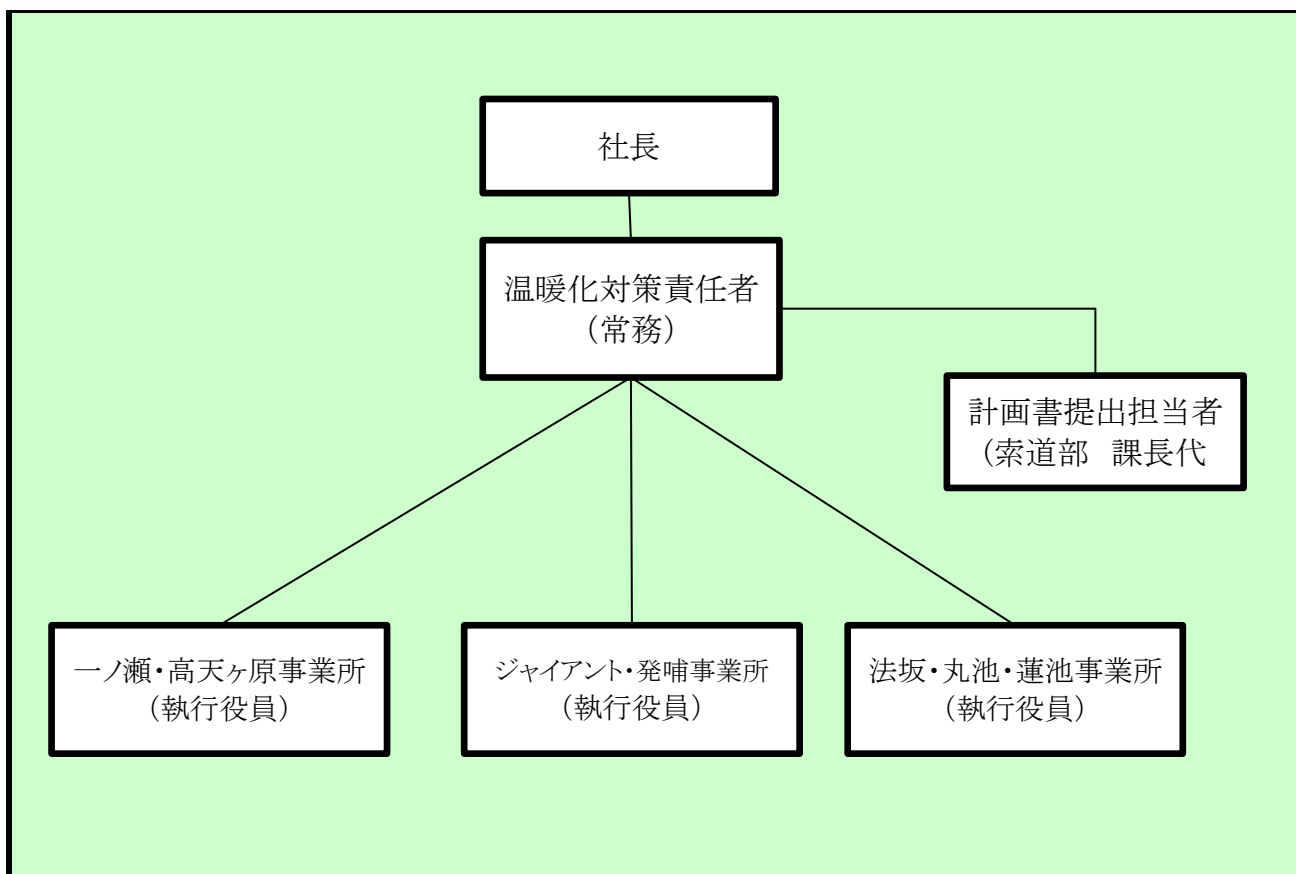 社長
温暖化対策責任者
(常務)
計画書提出担当者
(索道部　課長代
一ノ瀬・高天ヶ原事業所
(執行役員)
ジャイアント・発哺事業所
(執行役員)
法坂・丸池・蓮池事業所
(執行役員)